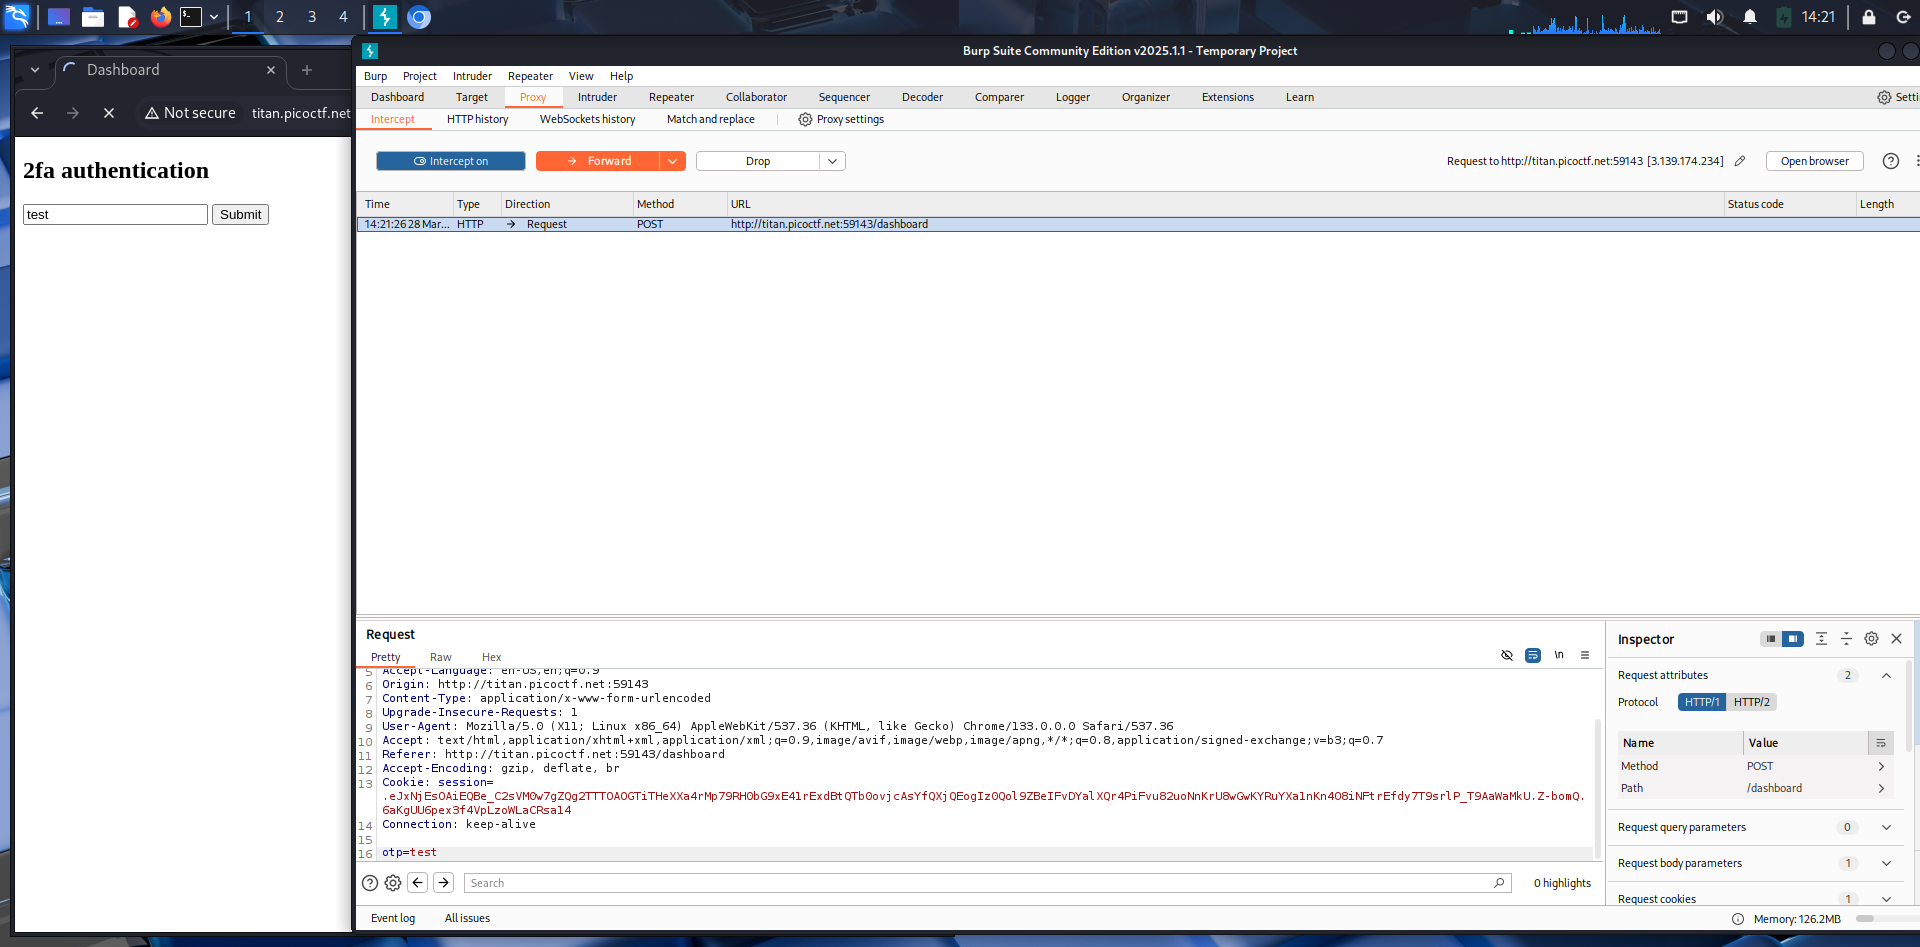 1 2 3 4 14:21
Dashboard
Not secure titan.picoctf.net
2fa authentication
test Submit
Burp Suite Community Edition v2025.1.1 - Temporary Project
Burp Project Intruder Repeater View Help
Dashboard Target Proxy Intruder Repeater Collaborator Sequencer Decoder Comparer Logger Organizer Extensions Learn Setti
Intercept HTTP history WebSockets history Match and replace Proxy settings
Intercept on Forward Drop Request to http://titan.picoctf.net:59143 [3.139.174.234] Open browser
Time Type Direction Method URL Status code Length
14:21:26 28 Mar... HTTP → Request POST http://titan.picoctf.net:59143/dashboard
Request
Pretty Raw Hex \n
5 Accept-Language: en-US,en;q=0.9
6 Origin: http://titan.picoctf.net:59143
7 Content-Type: application/x-www-form-urlencoded
8 Upgrade-Insecure-Requests: 1
9 User-Agent: Mozilla/5.0 (X11; Linux x86_64) AppleWebKit/537.36 (KHTML, like Gecko) Chrome/133.0.0.0 Safari/537.36
10 Accept: text/html,application/xhtml+xml,application/xml;q=0.9,image/avif,image/webp,image/apng,*/*;q=0.8,application/signed-exchange;v=b3;q=0.7
11 Referer: http://titan.picoctf.net:59143/dashboard
12 Accept-Encoding: gzip, deflate, br
13 Cookie: session=
.eJxNjEsOAiEQBe_C2sVM0w7gZQg2TTTOAOGTiTHeXXa4rMp79RH0bG9xE41rExdBtQTb0ovjcAsYfQXjQEogIz0Qol9ZBeIFvDYalXQr4PiFvu82uoNnKrU8wGwKYRuYXa1nKn4O8iNFtrEfdy7T9srlP_T9AaWaMkU.Z-bomQ.
6aKgUU6pex3f4VpLzoWLaCRsa14
14 Connection: keep-alive
15
16 otp=test
Search 0 highlights
Inspector
Request attributes 2
Protocol HTTP/1 HTTP/2
Name Value
Method POST
Path /dashboard
Request query parameters 0
Request body parameters 1
Request cookies 1
Event log All issues Memory: 126.2MB